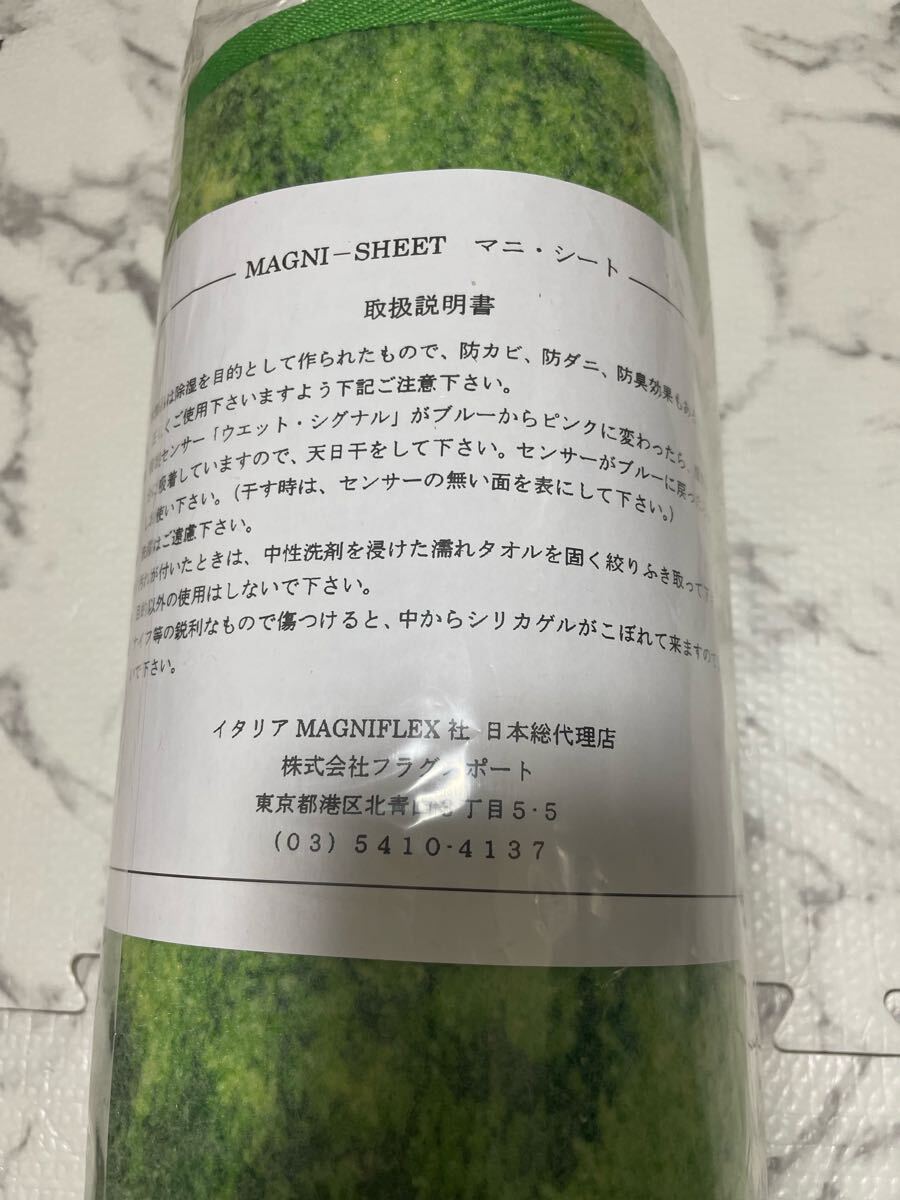 MAGNI－SHEET マニ・シート
取扱説明書
は除湿を目的として作られたもので、防カビ、防ダニ、防臭効果もあ
くご使用下さいますよう下記ご注意下さい。
センサー「ウエット・シグナル」がブルーからピンクに変わったら、
吸着していますので、天日干をして下さい。センサーがブルーに戻っ
使い下さい。(干す時は、センサーの無い面を表にして下さい。)
はご遠慮下さい。
が付いたときは、中性洗剤を浸けた濡れタオルを固く絞りふき取って下
以外の使用はしないで下さい。
ナイフ等の鋭利なもので傷つけると、中からシリカゲルがこぼれて来ますので
いで下さい。
イタリア MAGNIFLEX 社 日本総代理店
株式会社フラグスポート
東京都港区北青山3丁目5-5
(03) 5410-4137